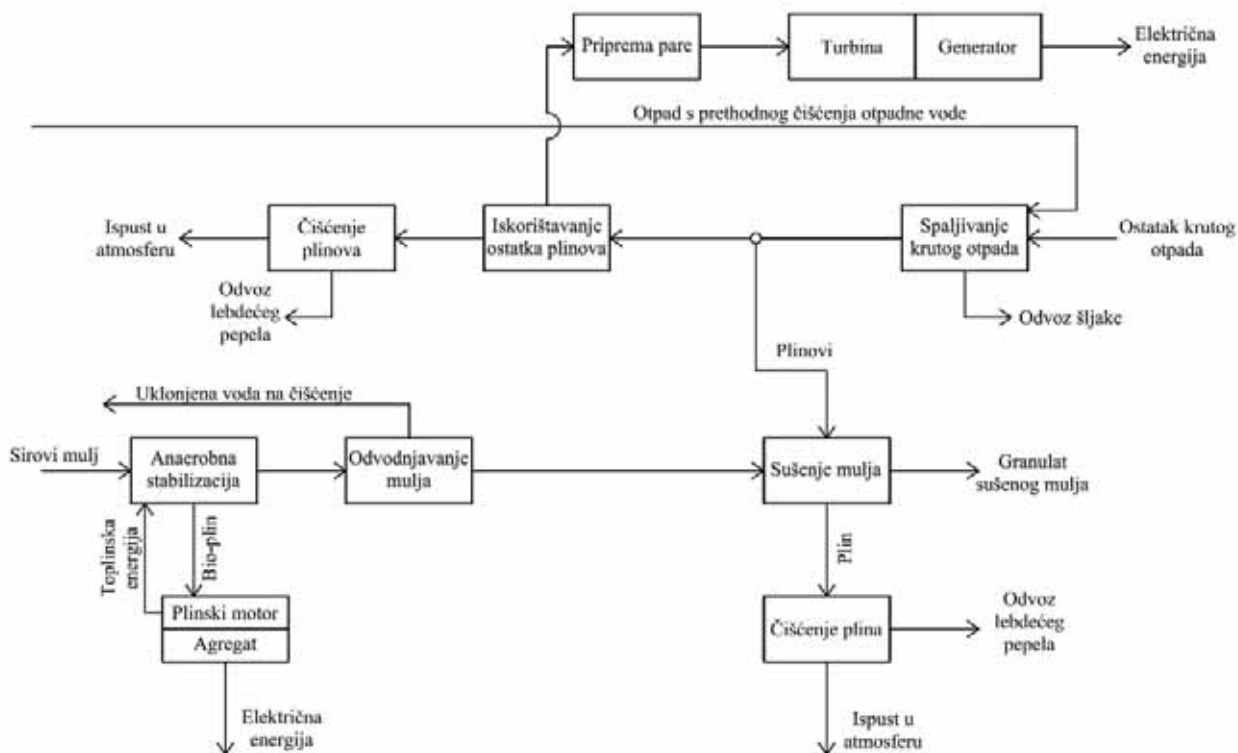 Priprema pare
Turbina
Generator
Električna
energija
Otpad s prethodnog čišćenja otpadne vode
Ispust u
atmosferu
Čišćenje
plinova
Iskorištavanje
ostatka plinova
Spaljivanje
krutog otpada
Ostatak krutog
otpada
Odvoz
lebdećeg
pepela
Odvoz šljake
Plinovi
Uklonjena voda na čišćenje
Sirovi mulj
Anaerobna
stabilizacija
Odvodnjavanje
mulja
Sušenje mulja
Granulat
sušenog mulja
Toplinska
energija
Bio-plin
Plin
Plinski motor
Agregat
Čišćenje plina
Odvoz
lebdećeg
pepela
Električna
energija
Ispust u
atmosferu